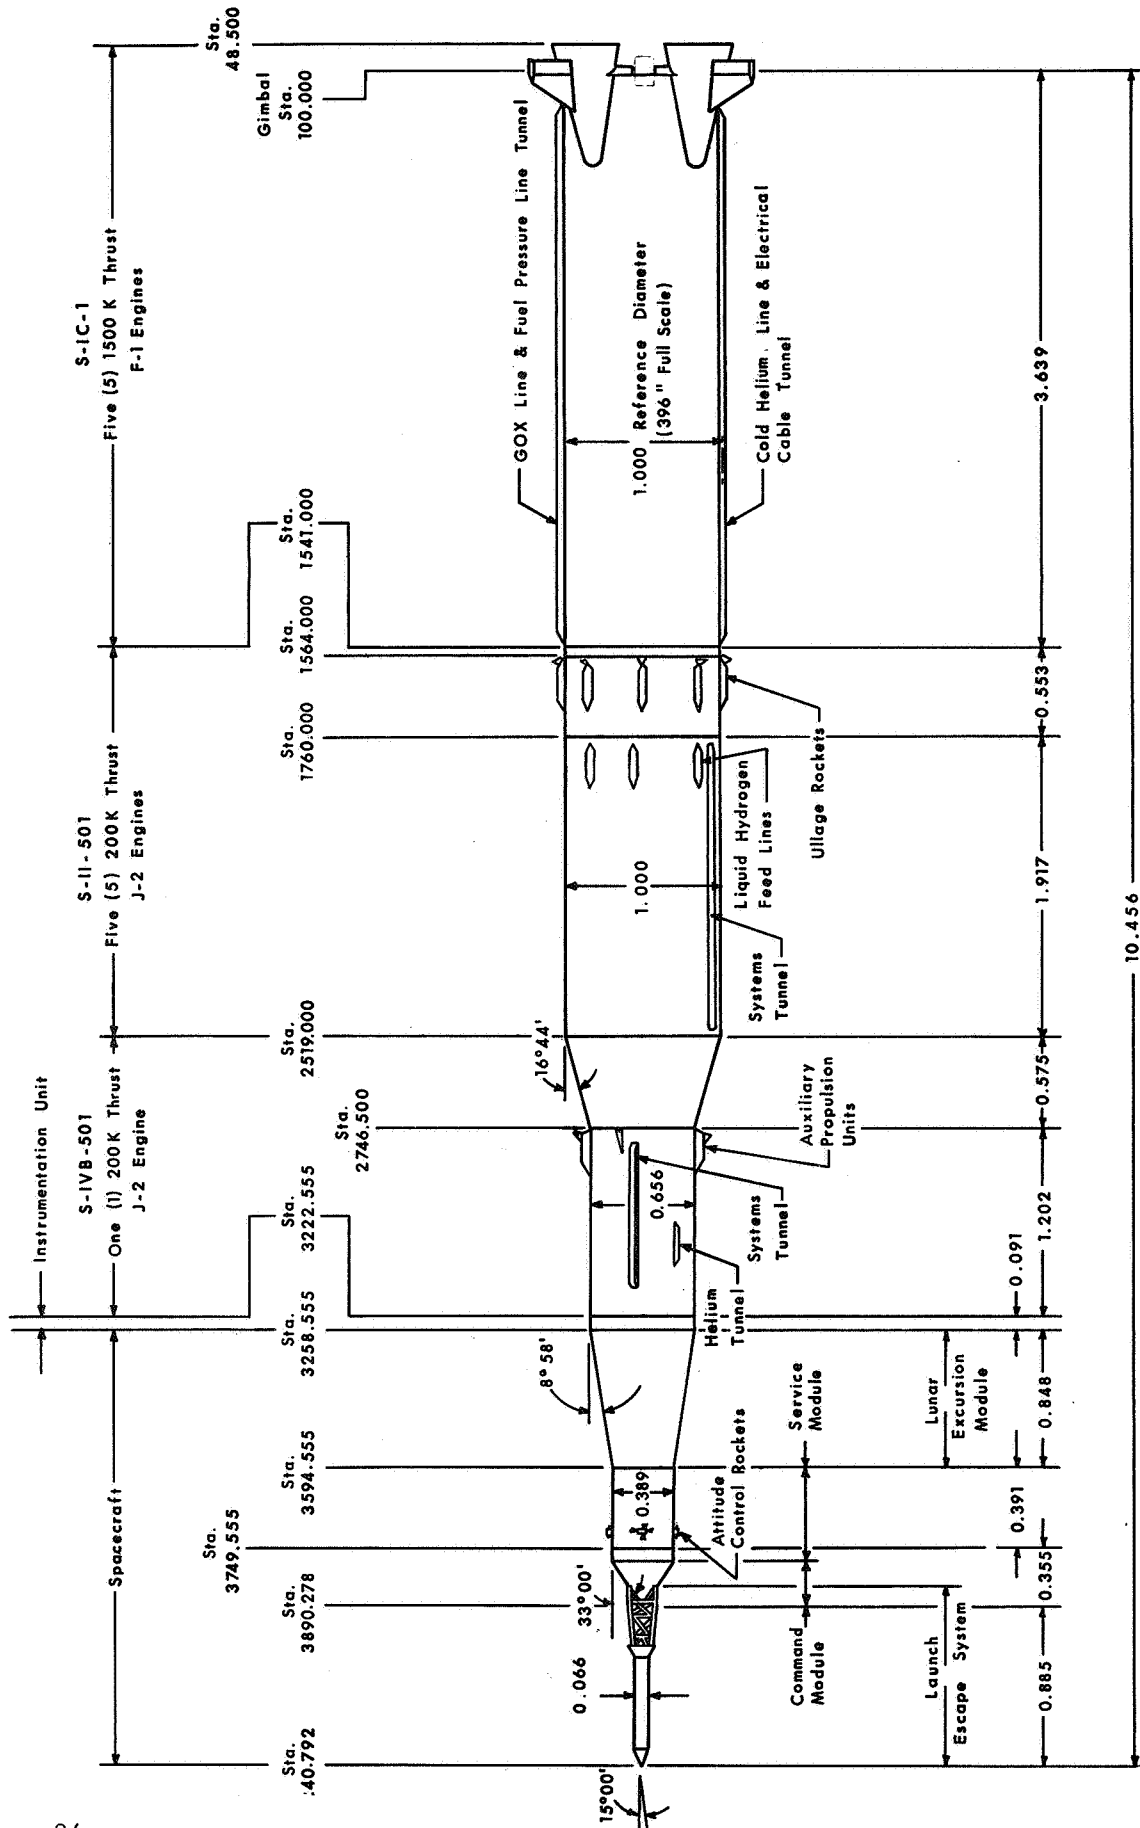 Instrumentation Unit
Spacecraft
S-IVB-501
One (1) 200K Thrust
J-2 Engine
S-II-501
Five (5) 200K Thrust
J-2 Engines
S-IC-1
Five (5) 1500 K Thrust
F-1 Engines
Sta.
:40.792
Sta.
3890.278
Sta.
3749.555
Sta.
3594.555
Sta.
3258.555
Sta.
3222.555
Sta.
2746.500
Sta.
2519.000
Sta.
1760.000
Sta.
1564.000
Sta.
1541.000
Gimbal
Sta.
100.000
Sta.
48.500
15°00'
0.066
33°00'
0.389
8° 58'
0.656
16°44'
1.000
GOX Line & Fuel Pressure Line Tunnel
1.000 Reference Diameter
(396" Full Scale)
Cold Helium Line & Electrical
Cable Tunnel
Attitude
Control Rockets
Helium
Tunnel
Systems
Tunnel
Auxiliary
Propulsion
Units
Systems
Tunnel
Liquid Hydrogen
Feed Lines
Ullage Rockets
Command
Module
Service
Module
Launch
Escape System
Lunar
Excursion
Module
0.885
0.355
0.391
0.848
0.091
1.202
0.575
1.917
0.553
3.639
10.456